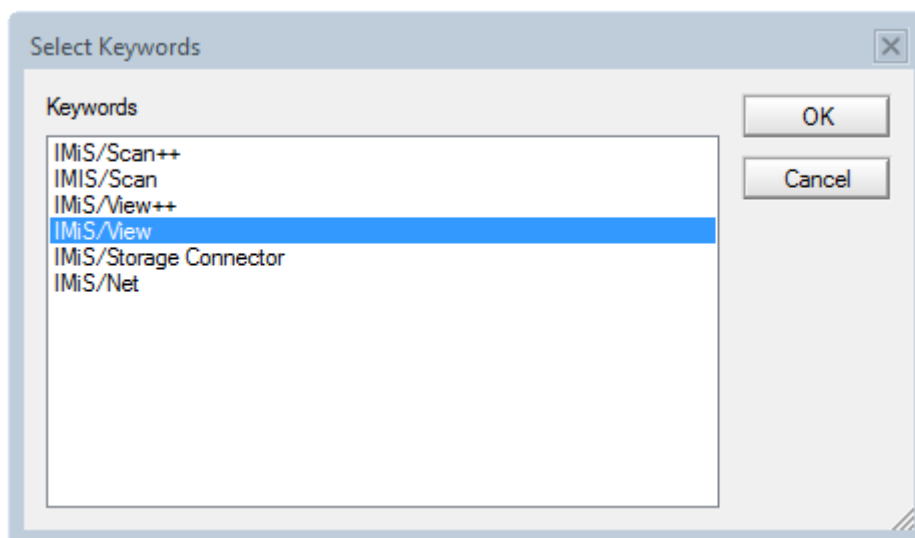 Select Keywords
Keywords
OK
IMiS/Scan++
IMIS/Scan
Cancel
IMiS/View++
IMiS/View
IMiS/Storage Connector
IMiS/Net